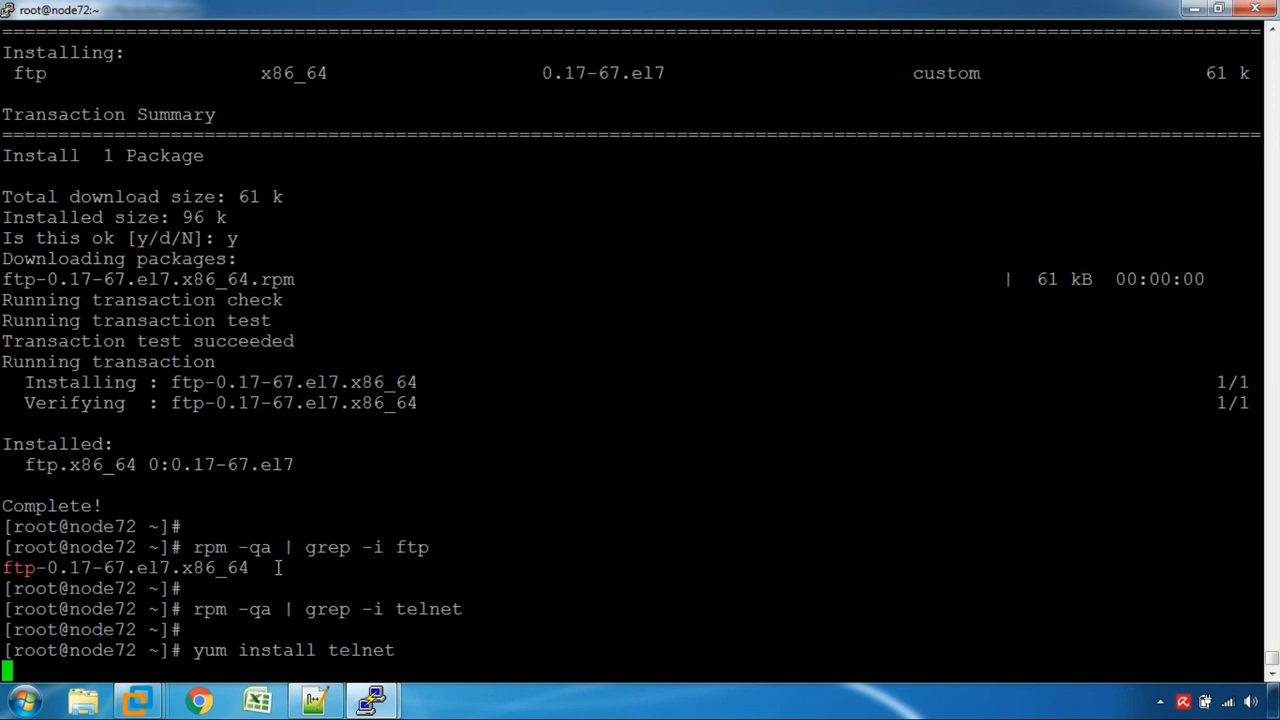 root@node72:~
================================================================================
Installing:
ftp x86_64 0.17-67.el7 custom 61 k
Transaction Summary
================================================================================
Install 1 Package
Total download size: 61 k
Installed size: 96 k
Is this ok [y/d/N]: y
Downloading packages:
ftp-0.17-67.el7.x86_64.rpm | 61 kB 00:00:00
Running transaction check
Running transaction test
Transaction test succeeded
Running transaction
Installing : ftp-0.17-67.el7.x86_64 1/1
Verifying : ftp-0.17-67.el7.x86_64 1/1
Installed:
ftp.x86_64 0:0.17-67.el7
Complete!
[root@node72 ~]#
[root@node72 ~]# rpm -qa | grep -i ftp
ftp-0.17-67.el7.x86_64
[root@node72 ~]#
[root@node72 ~]# rpm -qa | grep -i telnet
[root@node72 ~]#
[root@node72 ~]# yum install telnet